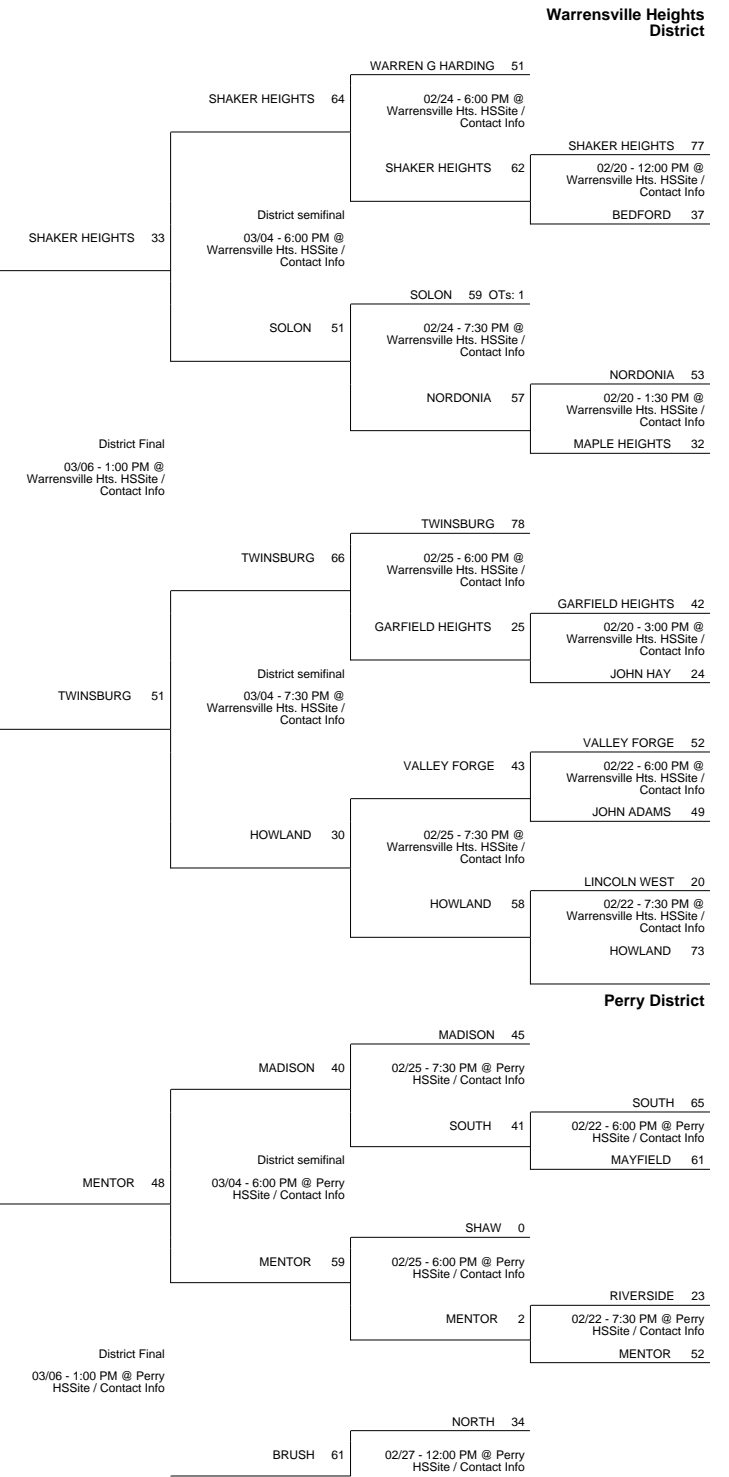 Warrensville Heights
District
WARREN G HARDING 51
SHAKER HEIGHTS 64
02/24 - 6:00 PM @
Warrensville Hts. HSSite /
Contact Info
SHAKER HEIGHTS 77
SHAKER HEIGHTS 62
02/20 - 12:00 PM @
Warrensville Hts. HSSite /
Contact Info
BEDFORD 37
District semifinal
SHAKER HEIGHTS 33
03/04 - 6:00 PM @
Warrensville Hts. HSSite /
Contact Info
SOLON 59 OTs: 1
SOLON 51
02/24 - 7:30 PM @
Warrensville Hts. HSSite /
Contact Info
NORDONIA 53
NORDONIA 57
02/20 - 1:30 PM @
Warrensville Hts. HSSite /
Contact Info
MAPLE HEIGHTS 32
District Final
03/06 - 1:00 PM @
Warrensville Hts. HSSite /
Contact Info
TWINSBURG 78
TWINSBURG 66
02/25 - 6:00 PM @
Warrensville Hts. HSSite /
Contact Info
GARFIELD HEIGHTS 42
GARFIELD HEIGHTS 25
02/20 - 3:00 PM @
Warrensville Hts. HSSite /
Contact Info
JOHN HAY 24
District semifinal
TWINSBURG 51
03/04 - 7:30 PM @
Warrensville Hts. HSSite /
Contact Info
VALLEY FORGE 52
VALLEY FORGE 43
02/22 - 6:00 PM @
Warrensville Hts. HSSite /
Contact Info
JOHN ADAMS 49
HOWLAND 30
02/25 - 7:30 PM @
Warrensville Hts. HSSite /
Contact Info
LINCOLN WEST 20
HOWLAND 58
02/22 - 7:30 PM @
Warrensville Hts. HSSite /
Contact Info
HOWLAND 73
Perry District
MADISON 45
MADISON 40
02/25 - 7:30 PM @ Perry
HSSite / Contact Info
SOUTH 65
SOUTH 41
02/22 - 6:00 PM @ Perry
HSSite / Contact Info
MAYFIELD 61
District semifinal
MENTOR 48
03/04 - 6:00 PM @ Perry
HSSite / Contact Info
SHAW 0
MENTOR 59
02/25 - 6:00 PM @ Perry
HSSite / Contact Info
RIVERSIDE 23
MENTOR 2
02/22 - 7:30 PM @ Perry
HSSite / Contact Info
MENTOR 52
District Final
03/06 - 1:00 PM @ Perry
HSSite / Contact Info
NORTH 34
BRUSH 61
02/27 - 12:00 PM @ Perry
HSSite / Contact Info